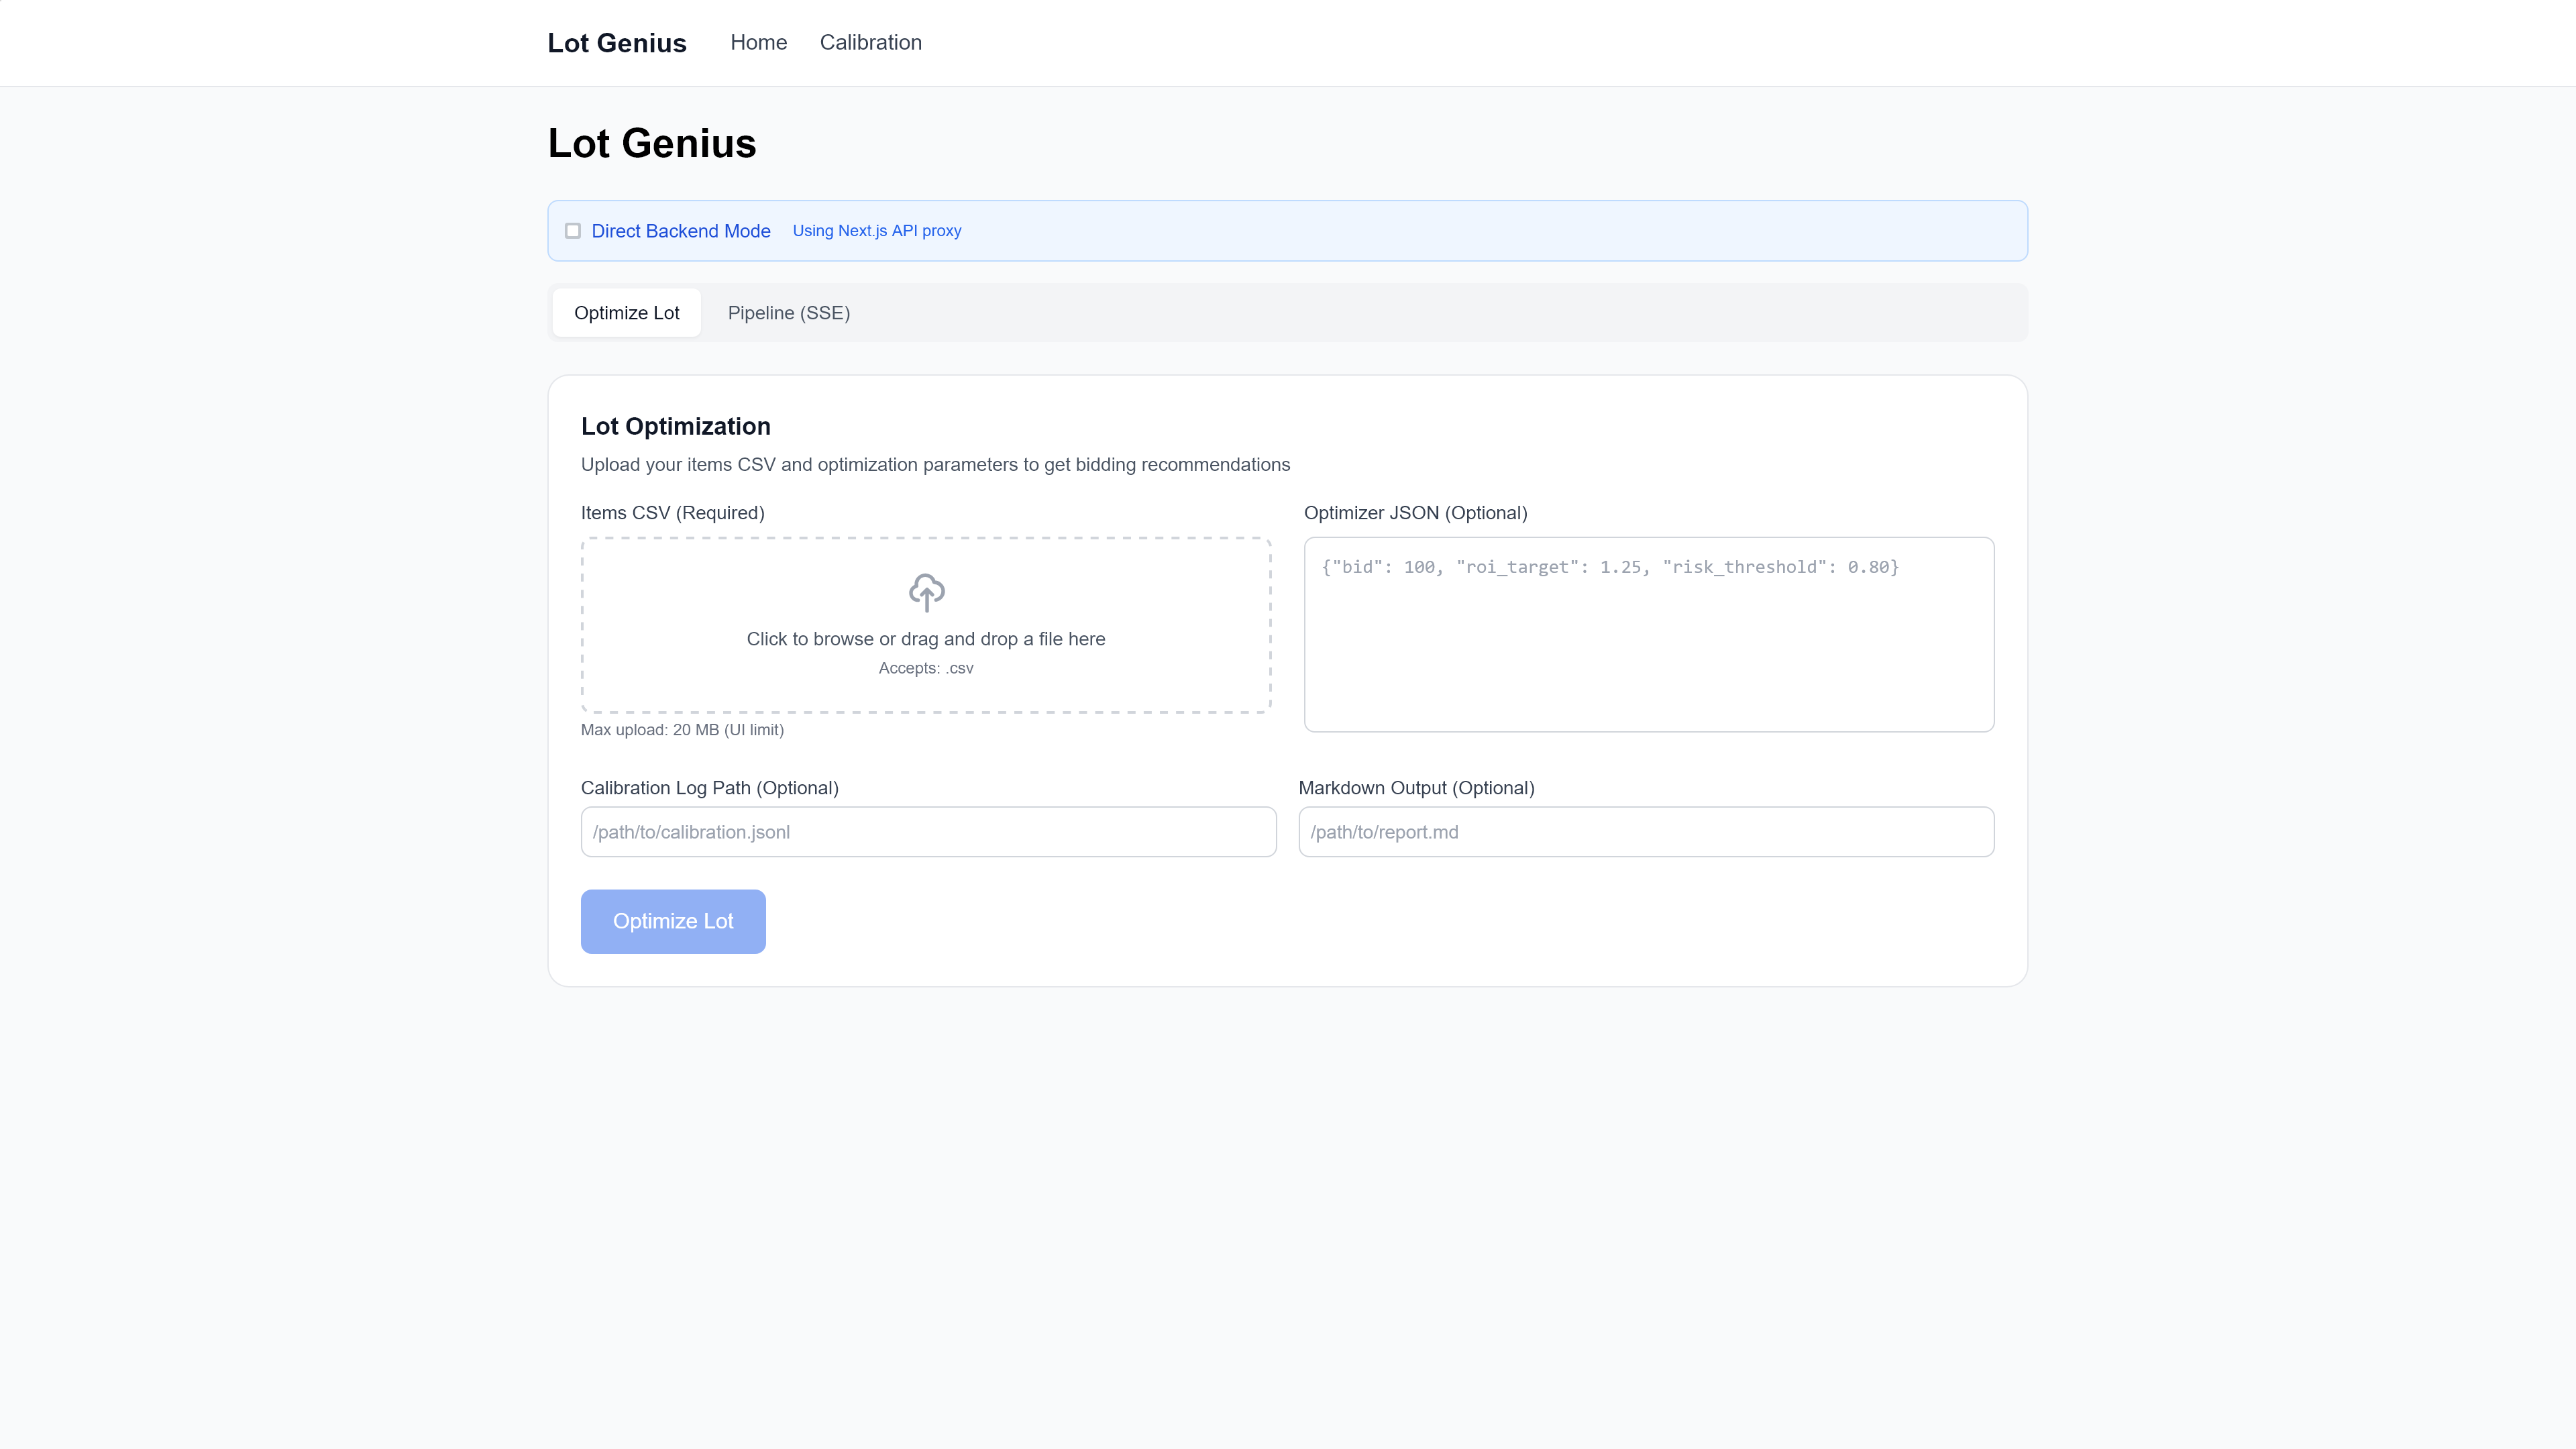 Lot Genius Home Calibration
Lot Genius
Direct Backend Mode Using Next.js API proxy
Optimize Lot Pipeline (SSE)
Lot Optimization
Upload your items CSV and optimization parameters to get bidding recommendations
Items CSV (Required)
Click to browse or drag and drop a file here
Accepts: .csv
Max upload: 20 MB (UI limit)
Optimizer JSON (Optional)
{"bid": 100, "roi_target": 1.25, "risk_threshold": 0.80}
Calibration Log Path (Optional)
/path/to/calibration.jsonl
Markdown Output (Optional)
/path/to/report.md
Optimize Lot